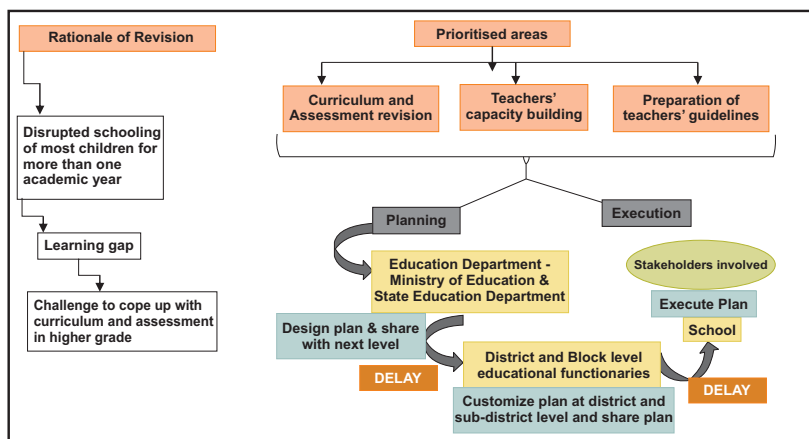 Rationale of Revision
Disrupted schooling
of most children for
more than one
academic year
Learning gap
Challenge to cope up with
curriculum and assessment
in higher grade
Prioritised areas
Curriculum and
Assessment revision
Teachers'
capacity building
Preparation of
teachers' guidelines
Planning
Execution
Education Department -
Ministry of Education &
State Education Department
Design plan & share
with next level
DELAY
District and Block level
educational functionaries
Customize plan at district and
sub-district level and share plan
DELAY
Stakeholders involved
Execute Plan
School